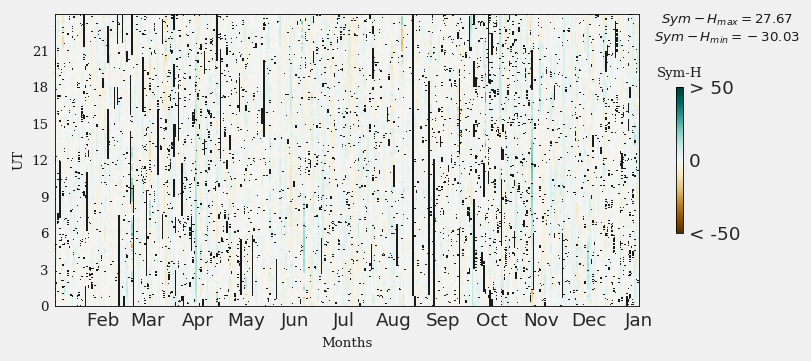 Sym − H_max = 27.67
Sym − H_min = − 30.03
Sym-H
> 50
0
< -50
21
18
15
12
9
6
3
0
UT
Feb Mar Apr May Jun Jul Aug Sep Oct Nov Dec Jan
Months